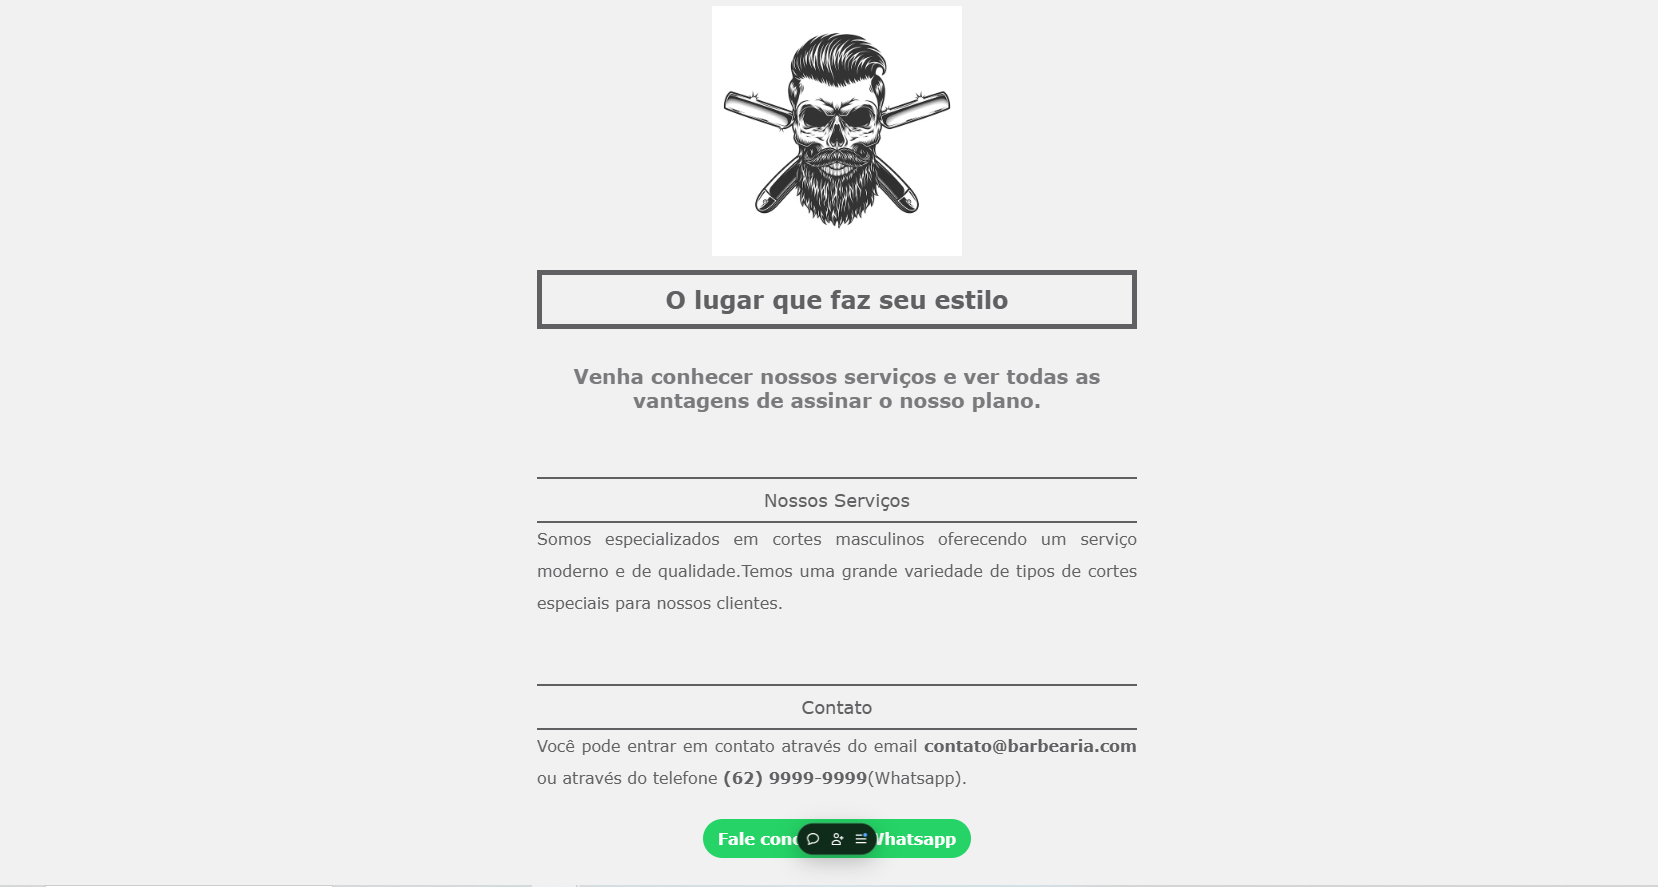 O lugar que faz seu estilo
Venha conhecer nossos serviços e ver todas as
vantagens de assinar o nosso plano.
Nossos Serviços
Somos especializados em cortes masculinos oferecendo um serviço
moderno e de qualidade.Temos uma grande variedade de tipos de cortes
especiais para nossos clientes.
Contato
Você pode entrar em contato através do email contato@barbearia.com
ou através do telefone (62) 9999-9999(Whatsapp).
Fale Whatsapp